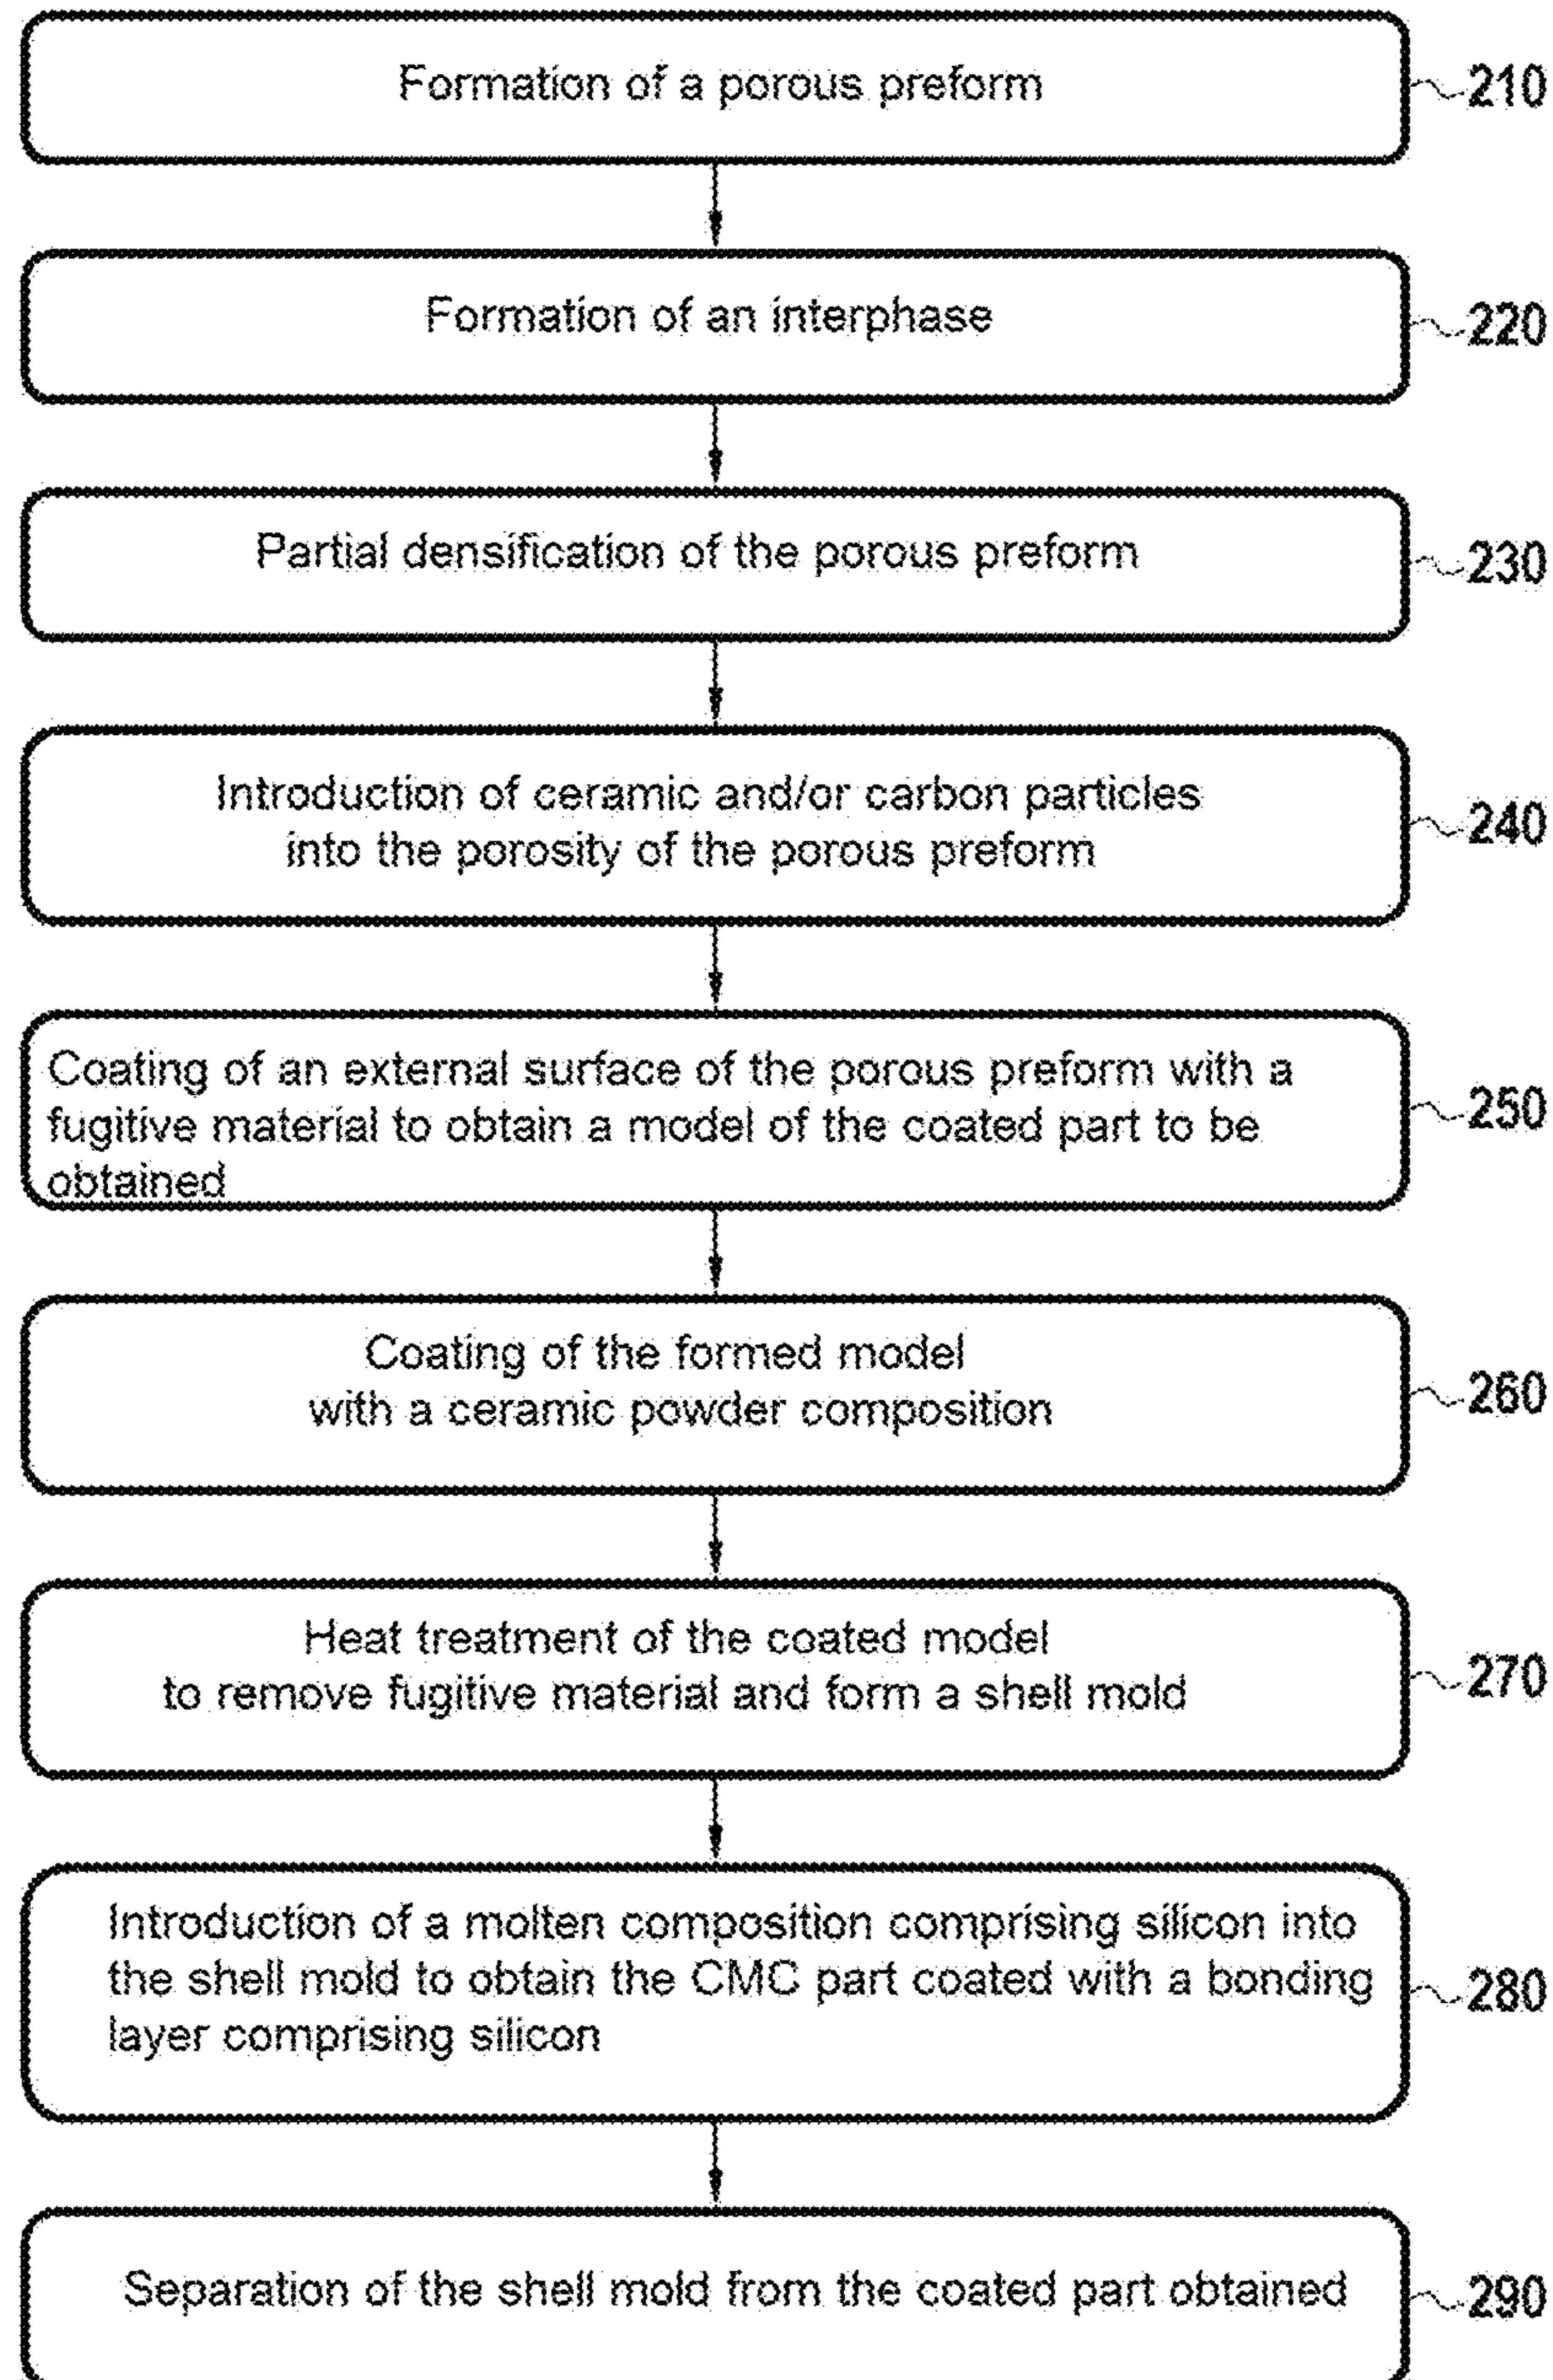 Formation of a porous preform
210
Formation of an interphase
220
Partial densification of the porous preform
230
Introduction of ceramic and/or carbon particles
into the porosity of the porous preform
240
Coating of an external surface of the porous preform with a
fugitive material to obtain a model of the coated part to be
obtained
250
Coating of the formed model
with a ceramic powder composition
260
Heat treatment of the coated model
to remove fugitive material and form a shell mold
270
Introduction of a molten composition comprising silicon into
the shell mold to obtain the CMC part coated with a bonding
layer comprising silicon
280
Separation of the shell mold from the coated part obtained
290